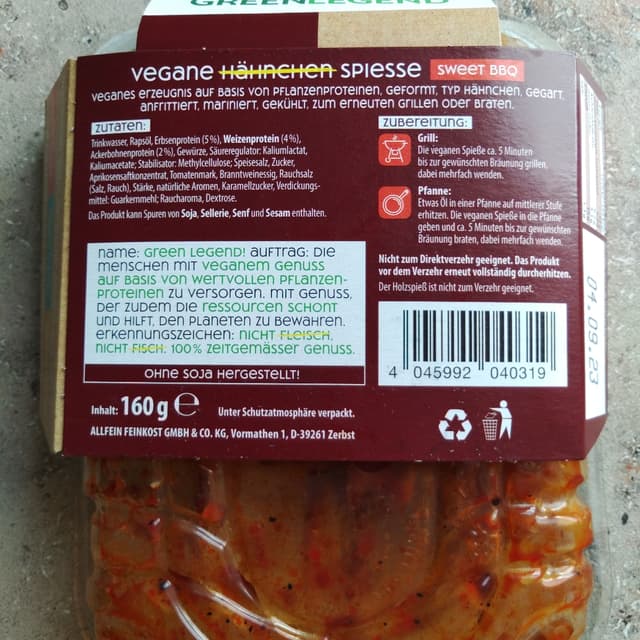 GREENLEGEND
vegane Hähnchen Spiesse sweet BBQ
veganes Erzeugnis auf Basis von Pflanzenproteinen, geformt, Typ Hähnchen, gegart,
anfrittiert, mariniert, gekühlt, zum erneuten Grillen oder Braten.
Zutaten:
Trinkwasser, Rapsöl, Erbsenprotein (5 %), Weizenprotein (4%),
Ackerbohnenprotein (2%), Gewürze, Säureregulator: Kaliumlactat,
Kaliumacetate; Stabilisator: Methylcellulose; Speisesalz, Zucker,
Aprikosensaftkonzentrat, Tomatenmark, Branntweinessig, Rauchsalz
(Salz, Rauch), Stärke, natürliche Aromen, Karamellzucker, Verdickungs-
mittel: Guarkernmehl; Raucharoma, Dextrose.
Das Produkt kann Spuren von Soja, Sellerie, Senf und Sesam enthalten.
Zubereitung:
Grill:
Die veganen Spieße ca. 5 Minuten
bis zur gewünschten Bräunung grillen,
dabei mehrfach wenden.
Pfanne:
Etwas Öl in einer Pfanne auf mittlerer Stufe
erhitzen. Die veganen Spieße in die Pfanne
geben und ca. 5 Minuten bis zur gewünschten
Bräunung braten, dabei mehrfach wenden.
Nicht zum Direktverzehr geeignet. Das Produkt
vor dem Verzehr erneut vollständig durcherhitzen.
Der Holzspieß ist nicht zum Verzehr geeignet.
Name: Green Legend! Auftrag: Die
Menschen mit veganem Genuss
auf Basis von wertvollen Pflanzen-
proteinen zu versorgen. Mit Genuss,
der zudem die Ressourcen schont
und hilft, den Planeten zu bewahren.
Erkennungszeichen: Nicht Fleisch,
nicht Fisch. 100% zeitgemässer Genuss.
ohne Soja hergestellt!
4 045992 040319
04.09.23
Inhalt: 160 g e Unter Schutzatmosphäre verpackt.
ALLFEIN FEINKOST GMBH & CO. KG, Vormathen 1, D-39261 Zerbst